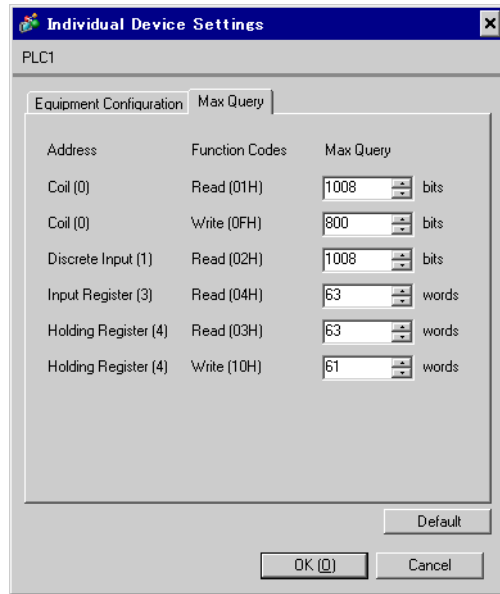 Individual Device Settings
PLC1
Equipment Configuration Max Query
Address Function Codes Max Query
Coil (0) Read (01H) 1008 bits
Coil (0) Write (0FH) 800 bits
Discrete Input (1) Read (02H) 1008 bits
Input Register (3) Read (04H) 63 words
Holding Register (4) Read (03H) 63 words
Holding Register (4) Write (10H) 61 words
Default
OK (O) Cancel